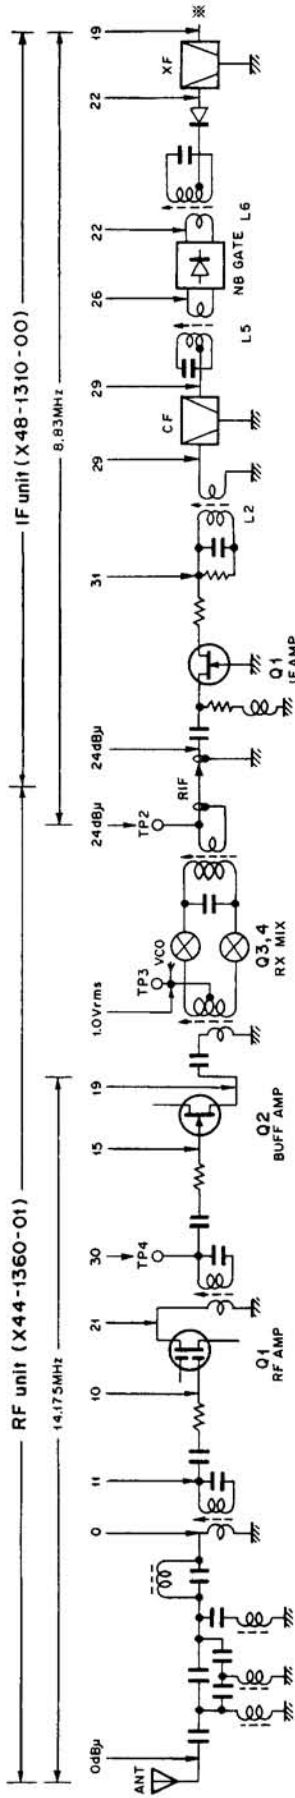 RF unit (X44-1360-01)
IF unit (X48-1310-00)
14.175MHz
8.83MHz
0dBμ
0
11
10
21
30
15
19
1.0Vrms
24dBμ
24dBμ
31
29
29
26
22
22
19
ANT
TP4
TP3
VCO
TP2
RIF
CF
XF
※
Q1
RF AMP
Q2
BUFF AMP
Q3,4
RX MIX
Q1
IF AMP
L2
L5
NB GATE
L6